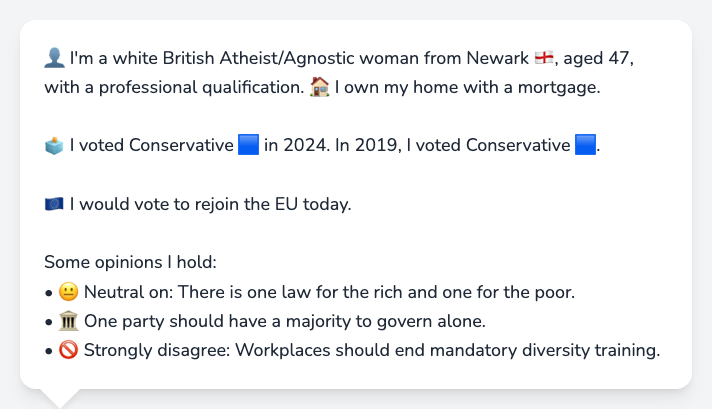 👤 I'm a white British Atheist/Agnostic woman from Newark 🏴󠁧󠁢󠁥󠁮󠁧󠁿, aged 47,
with a professional qualification. 🏠 I own my home with a mortgage.
🗳️ I voted Conservative 🟦 in 2024. In 2019, I voted Conservative 🟦.
🇪🇺 I would vote to rejoin the EU today.
Some opinions I hold:
• 😐 Neutral on: There is one law for the rich and one for the poor.
• 🏛️ One party should have a majority to govern alone.
• 🚫 Strongly disagree: Workplaces should end mandatory diversity training.